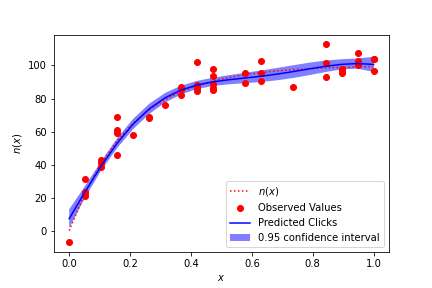 100
80
60
40
20
0
n(x)
0.0 0.2 0.4 0.6 0.8 1.0
x
n(x)
Observed Values
Predicted Clicks
0.95 confidence interval